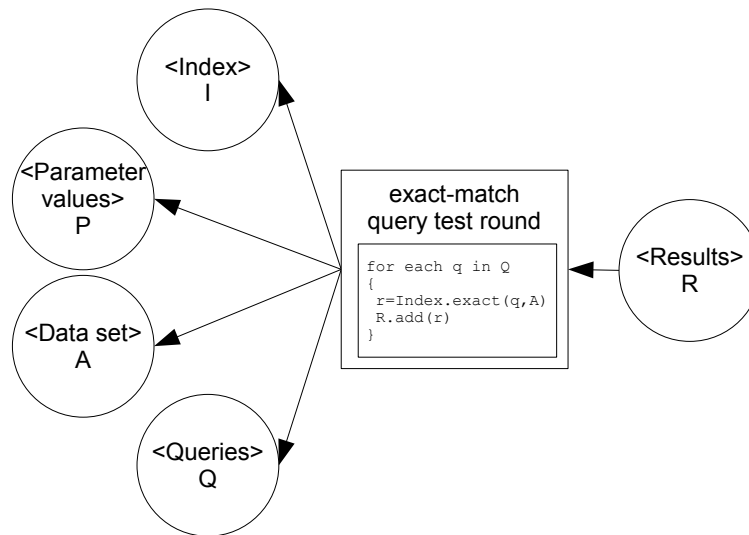 <Index>
I
<Parameter
values>
P
<Data set>
A
<Queries>
Q
exact-match
query test round
for each q in Q
{
r=Index.exact(q,A)
R.add(r)
}
<Results>
R